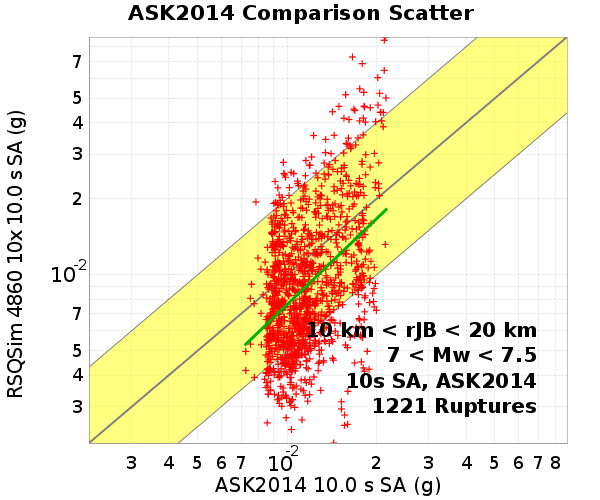 ASK2014 Comparison Scatter
RSQSim 4860 10x 10.0 s SA (g)
7
5
4
3
2
10-2
7
5
4
3
10 km < rJB < 20 km
7 < Mw < 7.5
10s SA, ASK2014
1221 Ruptures
3 4 5 6 7 10-2 2 3 4 5 6 7 8
ASK2014 10.0 s SA (g)